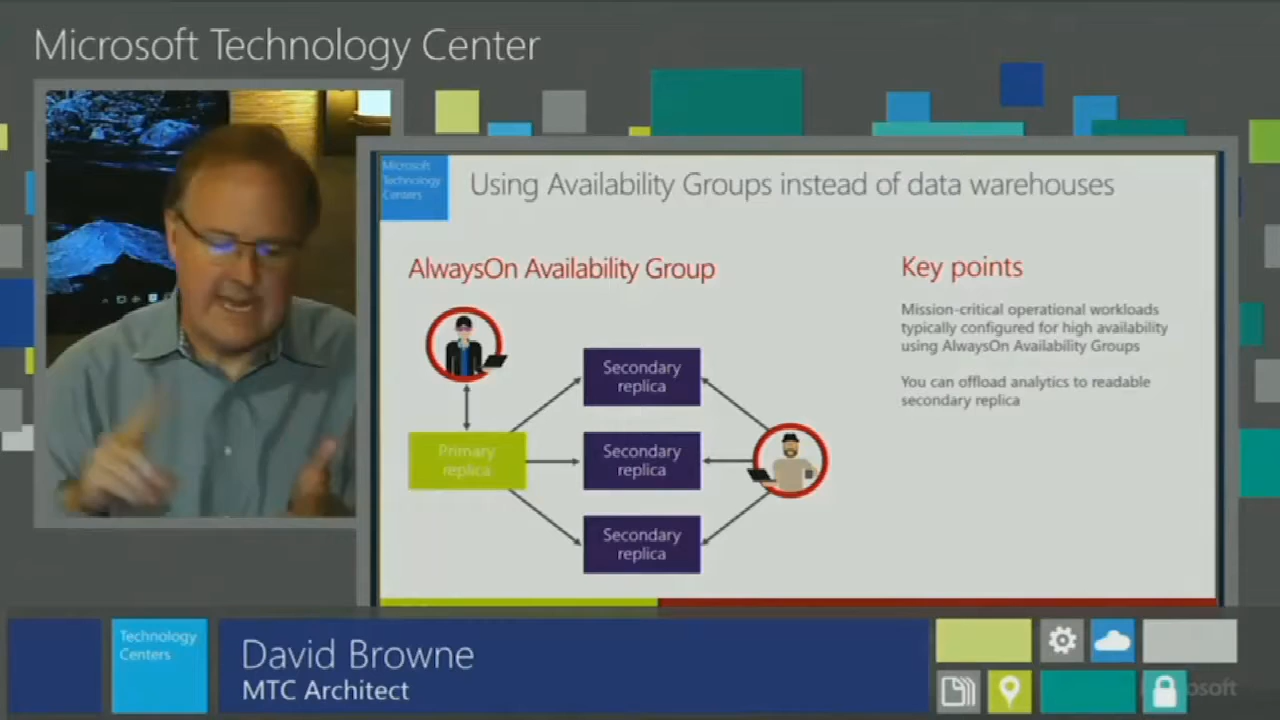 Microsoft Technology Center
Microsoft
Technology
Centers
Using Availability Groups instead of data warehouses
AlwaysOn Availability Group
Primary
replica
Secondary
replica
Secondary
replica
Secondary
replica
Key points
Mission-critical operational workloads
typically configured for high availability
using AlwaysOn Availability Groups
You can offload analytics to readable
secondary replica
Technology
Centers
David Browne
MTC Architect